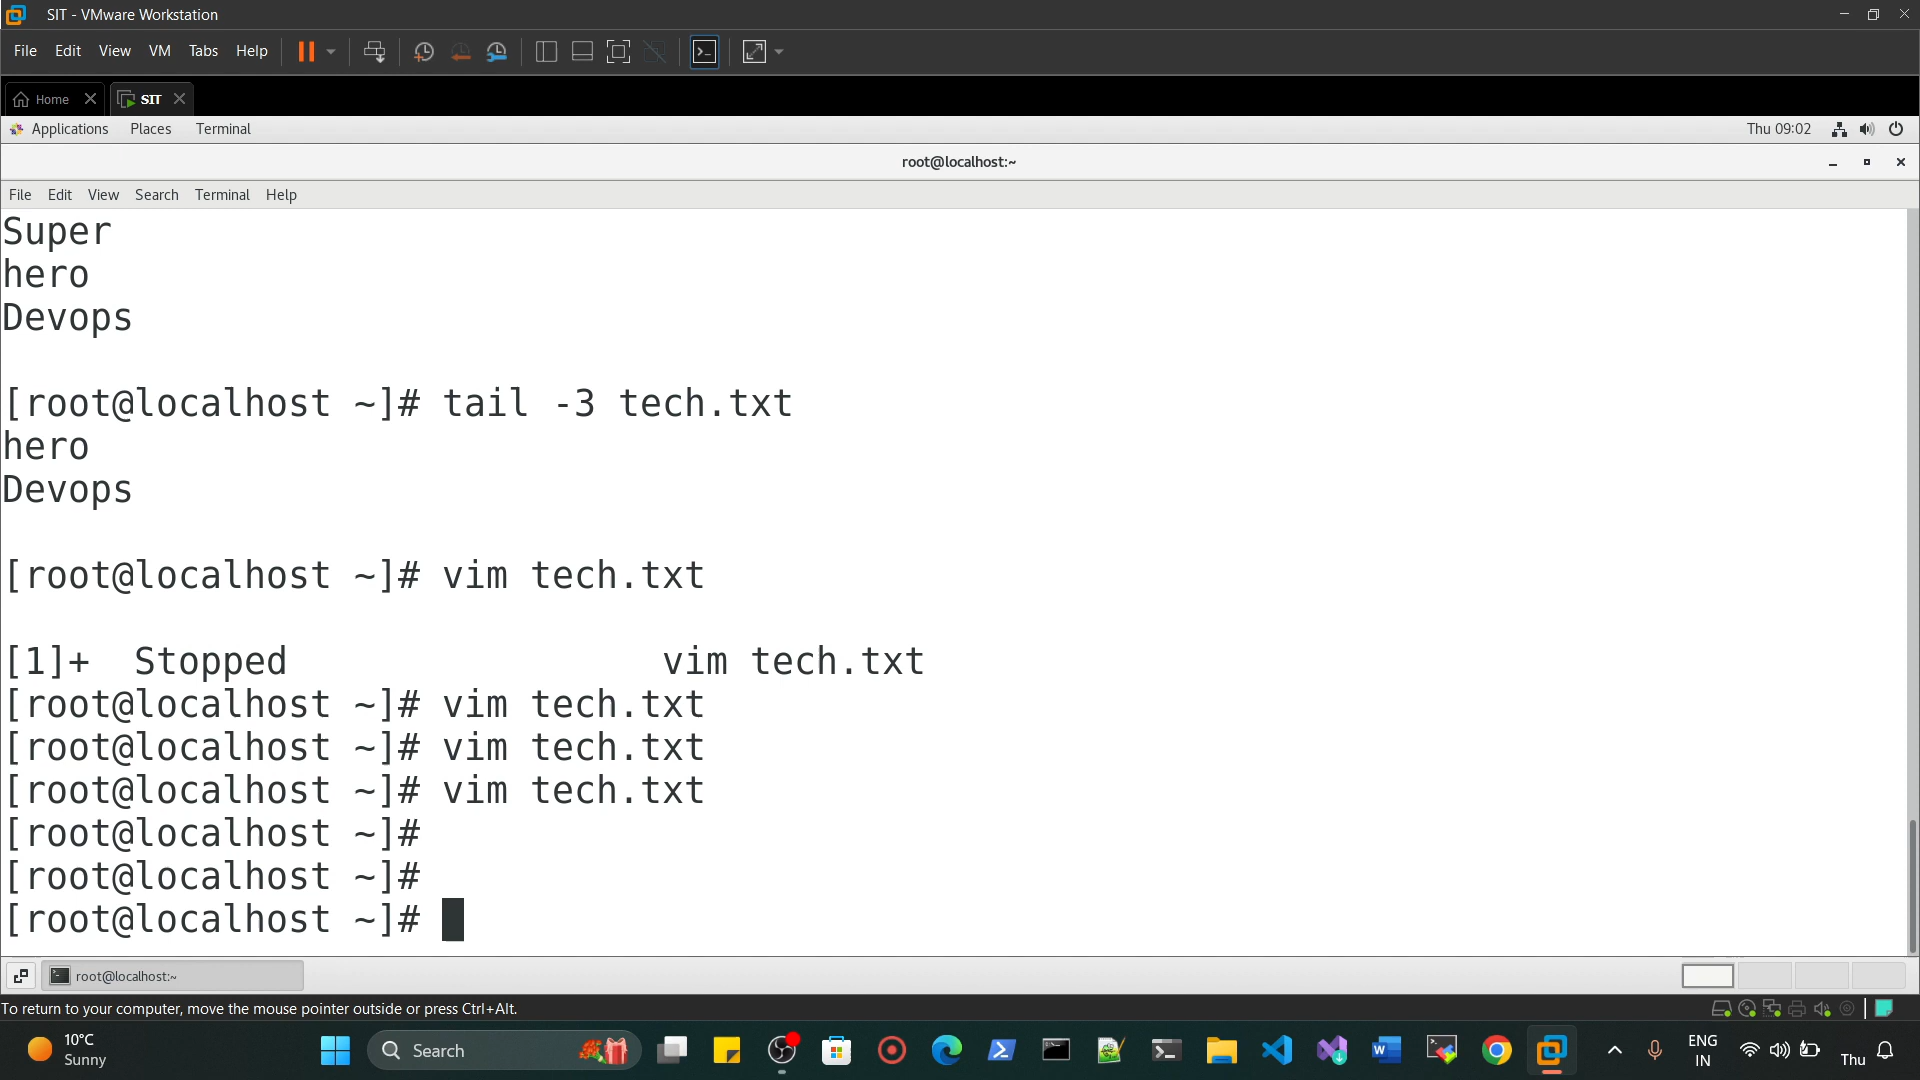 SIT - VMware Workstation
File Edit View VM Tabs Help
Home SIT
Applications Places Terminal Thu 09:02
root@localhost:~
File Edit View Search Terminal Help
Super
hero
Devops
[root@localhost ~]# tail -3 tech.txt
hero
Devops
[root@localhost ~]# vim tech.txt
[1]+  Stopped                 vim tech.txt
[root@localhost ~]# vim tech.txt
[root@localhost ~]# vim tech.txt
[root@localhost ~]# vim tech.txt
[root@localhost ~]#
[root@localhost ~]#
[root@localhost ~]#
root@localhost:~
To return to your computer, move the mouse pointer outside or press Ctrl+Alt.
10°C
Sunny
Search
ENG
IN
Thu